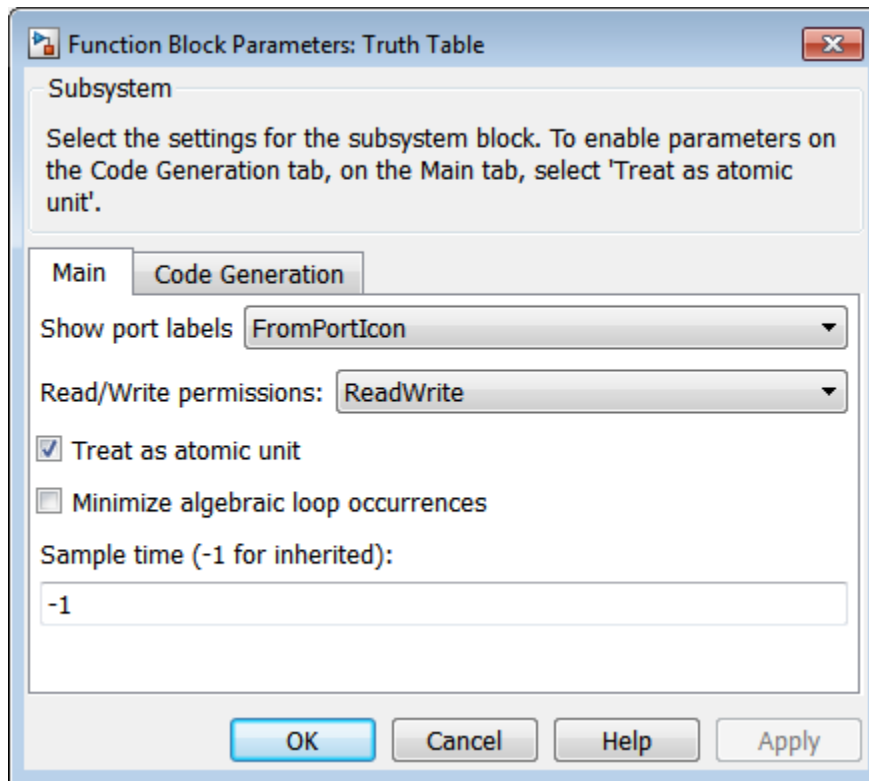 Function Block Parameters: Truth Table
Subsystem
Select the settings for the subsystem block. To enable parameters on
the Code Generation tab, on the Main tab, select 'Treat as atomic
unit'.
Main Code Generation
Show port labels FromPortIcon
Read/Write permissions: ReadWrite
Treat as atomic unit
Minimize algebraic loop occurrences
Sample time (-1 for inherited):
-1
OK Cancel Help Apply